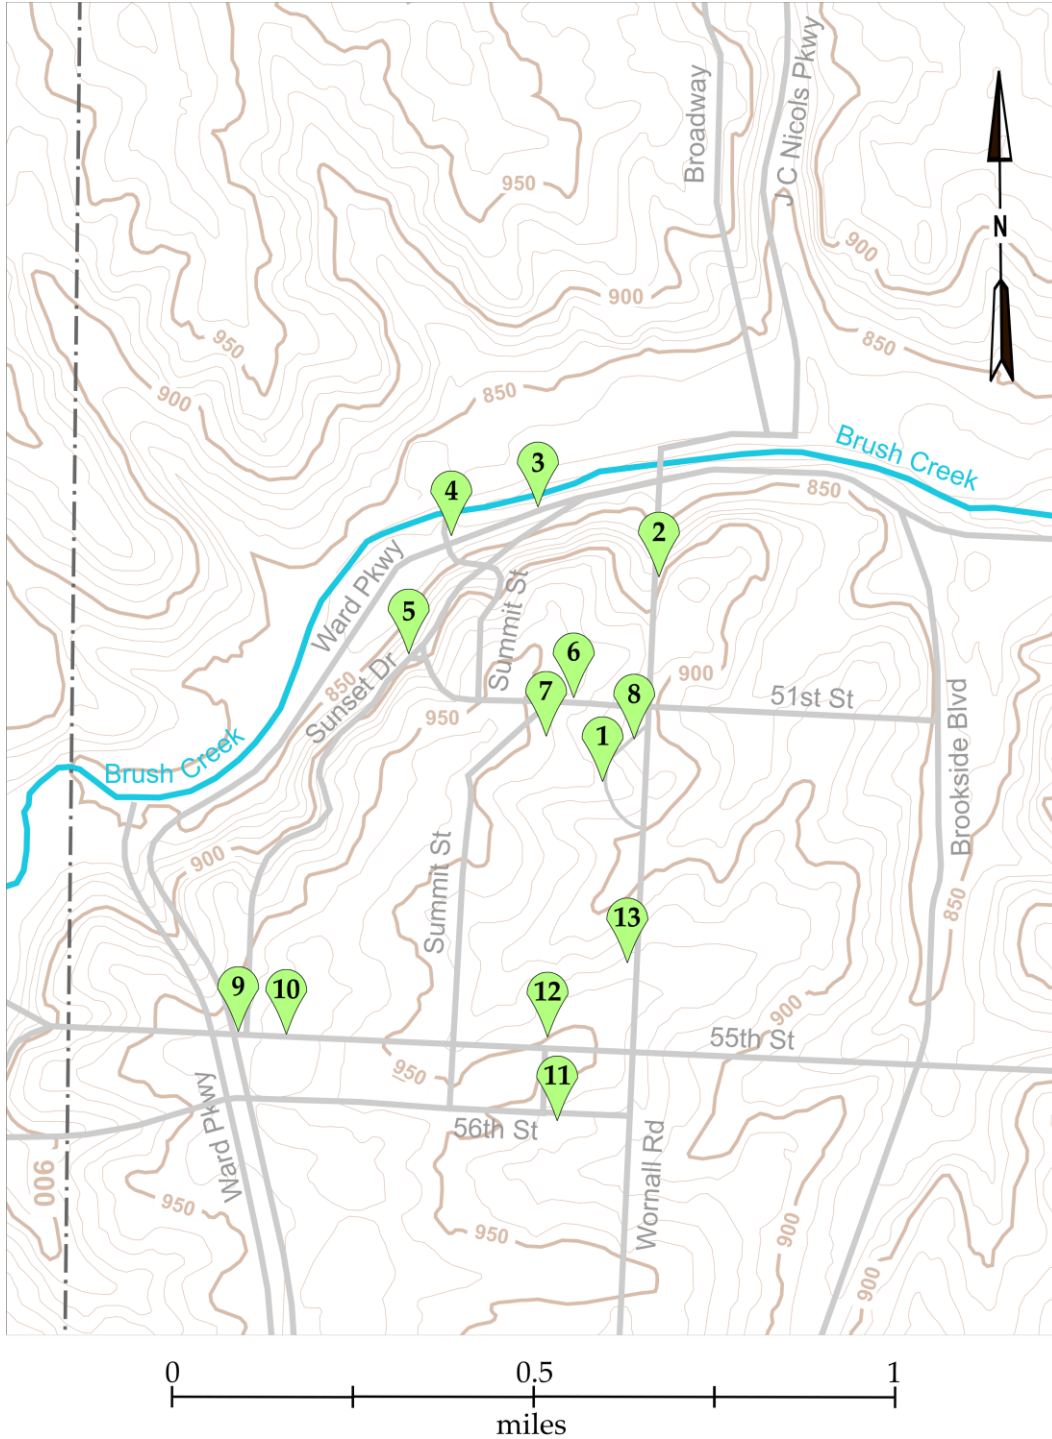 Broadway
J C Nicols Pkwy
950
N
900
900
950
850
900
850
Brush Creek
3
850
4
2
Ward Pkwy
5
Summit St
6
850
Sunset Dr
7
8
900
51st St
950
1
Brookside Blvd
Brush Creek
900
Summit St
850
13
9
10
12
900
55th St
950
11
Ward Pkwy
56th St
Wornall Rd
900
950
950
900
900
0
0.5
1
miles